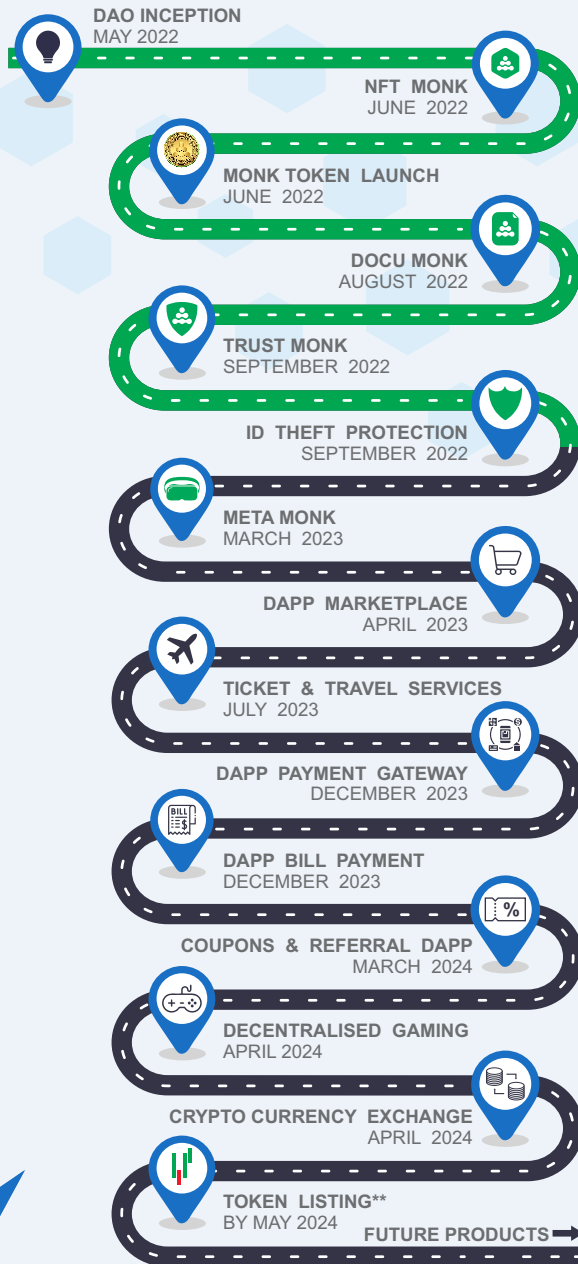 DAO INCEPTION
MAY 2022
NFT MONK
JUNE 2022
MONK TOKEN LAUNCH
JUNE 2022
DOCU MONK
AUGUST 2022
TRUST MONK
SEPTEMBER 2022
ID THEFT PROTECTION
SEPTEMBER 2022
META MONK
MARCH 2023
DAPP MARKETPLACE
APRIL 2023
TICKET & TRAVEL SERVICES
JULY 2023
DAPP PAYMENT GATEWAY
DECEMBER 2023
BILL
$
DAPP BILL PAYMENT
DECEMBER 2023
%
COUPONS & REFERRAL DAPP
MARCH 2024
DECENTRALISED GAMING
APRIL 2024
CRYPTO CURRENCY EXCHANGE
APRIL 2024
TOKEN LISTING**
BY MAY 2024
FUTURE PRODUCTS